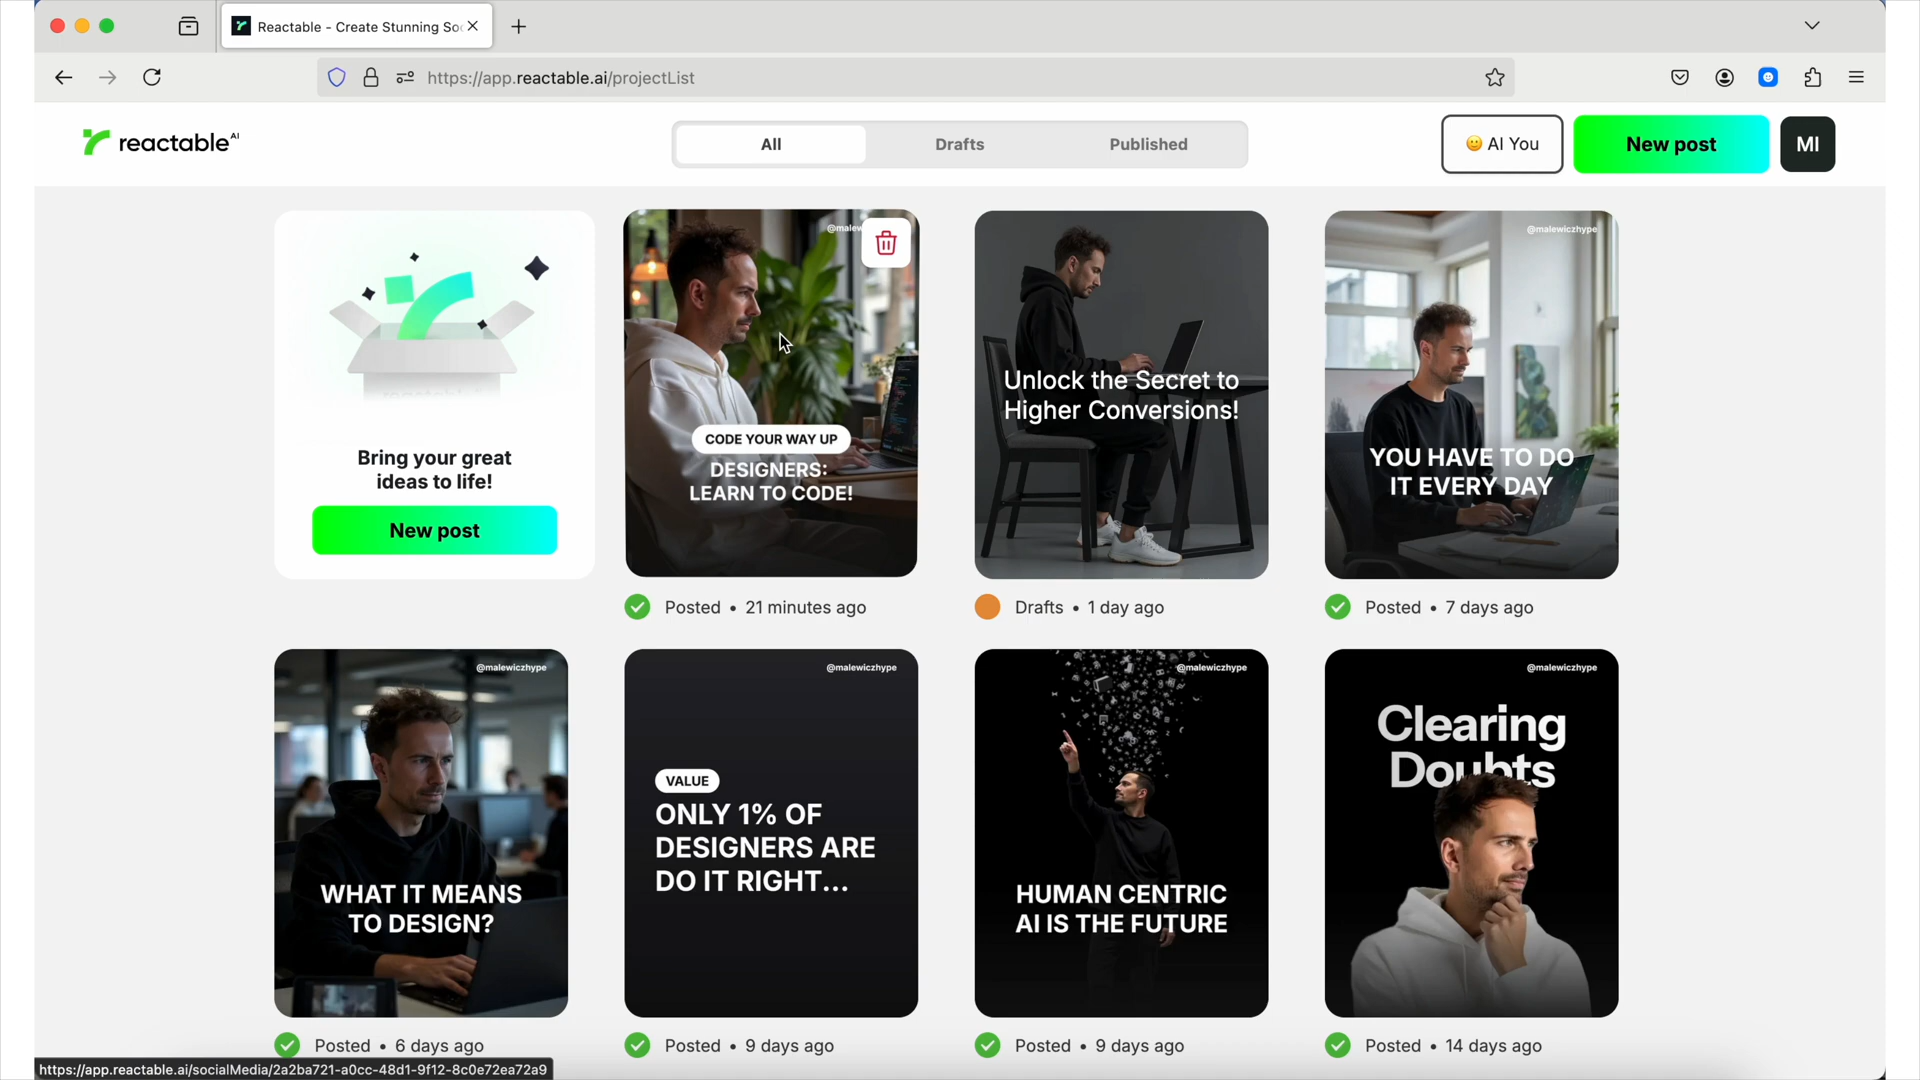 Reactable - Create Stunning So
https://app.reactable.ai/projectList
reactable AI
All
Drafts
Published
AI You
New post
MI
Bring your great
ideas to life!
New post
@malew
CODE YOUR WAY UP
DESIGNERS:
LEARN TO CODE!
Posted • 21 minutes ago
Unlock the Secret to
Higher Conversions!
Drafts • 1 day ago
@malewiczhype
YOU HAVE TO DO
IT EVERY DAY
Posted • 7 days ago
@malewiczhype
WHAT IT MEANS
TO DESIGN?
Posted • 6 days ago
@malewiczhype
VALUE
ONLY 1% OF
DESIGNERS ARE
DO IT RIGHT...
Posted • 9 days ago
@malewiczhype
HUMAN CENTRIC
AI IS THE FUTURE
Posted • 9 days ago
@malewiczhype
Clearing
Doubts
Posted • 14 days ago
https://app.reactable.ai/socialMedia/2a2ba721-a0cc-48d1-9f12-8c0e72ea72a9